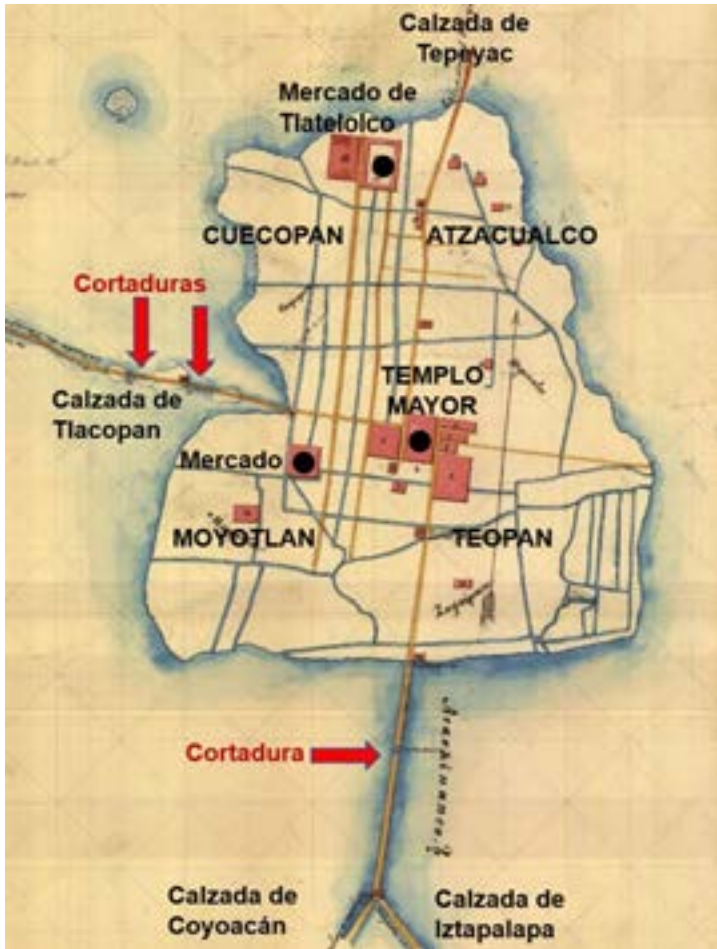 Calzada de
Tepeyac
Mercado de
Tlatelolco
CUECOPAN
ATZACUALCO
Cortaduras
Calzada de
Tlacopan
TEMPLO
MAYOR
Mercado
MOYOTLAN
TEOPAN
Cortadura
Calzada de
Coyoacán
Calzada de
Iztapalapa